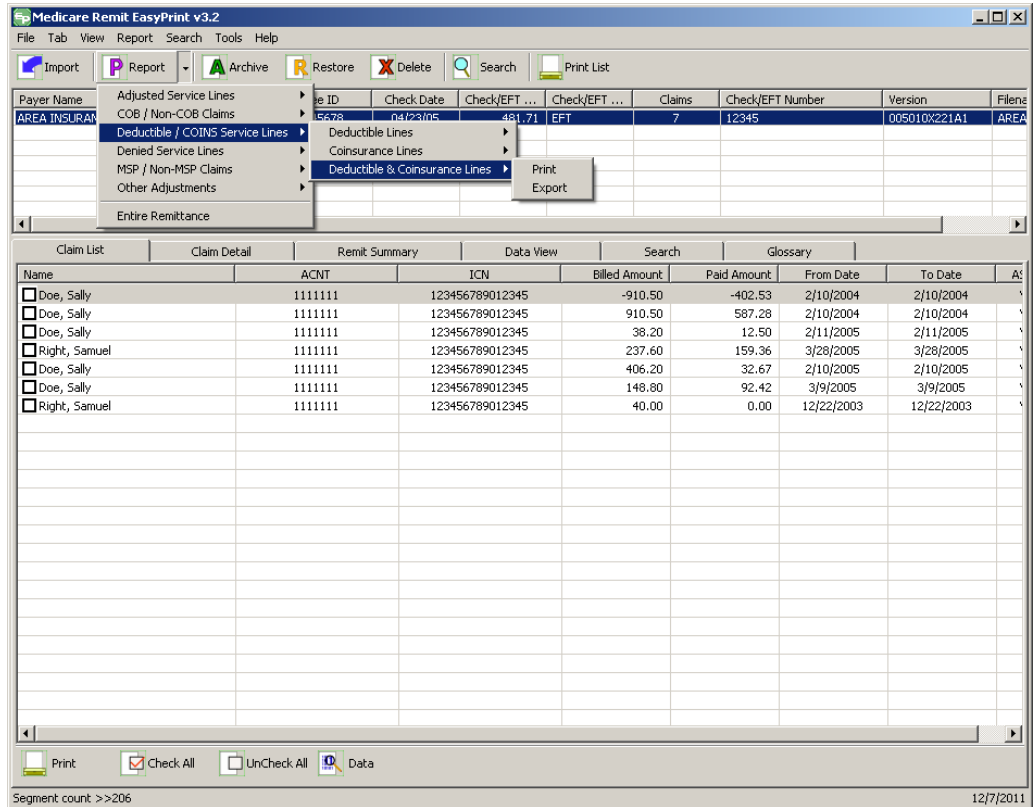 Medicare Remit EasyPrint v3.2
File Tab View Report Search Tools Help
Import Report Archive Restore Delete Search Print List
Payer Name ee ID Check Date Check/EFT ... Check/EFT ... Claims Check/EFT Number Version Filena
AREA INSURAN 5678 04/23/05 481.71 EFT 7 12345 005010X221A1 AREA
Adjusted Service Lines
COB / Non-COB Claims
Deductible / COINS Service Lines
Denied Service Lines
MSP / Non-MSP Claims
Other Adjustments
Entire Remittance
Deductible Lines
Coinsurance Lines
Deductible & Coinsurance Lines
Print
Export
Claim List Claim Detail Remit Summary Data View Search Glossary
Name ACNT ICN Billed Amount Paid Amount From Date To Date AS
Doe, Sally 1111111 123456789012345 -910.50 -402.53 2/10/2004 2/10/2004
Doe, Sally 1111111 123456789012345 910.50 587.28 2/10/2004 2/10/2004
Doe, Sally 1111111 123456789012345 38.20 12.50 2/11/2005 2/11/2005
Right, Samuel 1111111 123456789012345 237.60 159.36 3/28/2005 3/28/2005
Doe, Sally 1111111 123456789012345 406.20 32.67 2/10/2005 2/10/2005
Doe, Sally 1111111 123456789012345 148.80 92.42 3/9/2005 3/9/2005
Right, Samuel 1111111 123456789012345 40.00 0.00 12/22/2003 12/22/2003
Print Check All UnCheck All Data
Segment count >>206 12/7/2011